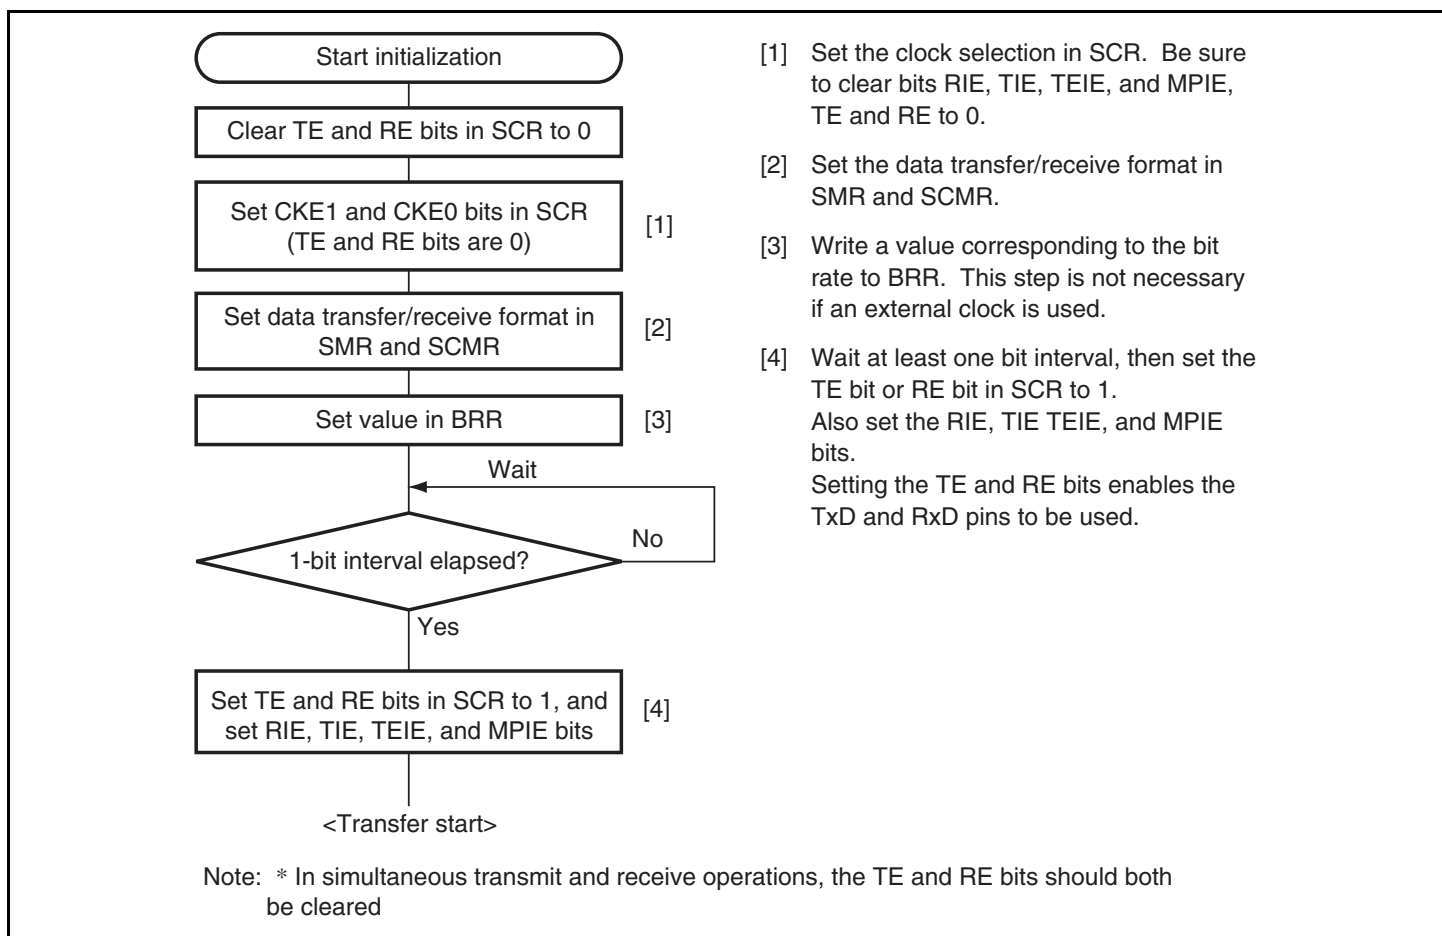 Start initialization
Clear TE and RE bits in SCR to 0
Set CKE1 and CKE0 bits in SCR
(TE and RE bits are 0)
[1]
Set data transfer/receive format in
SMR and SCMR
[2]
Set value in BRR
[3]
Wait
1-bit interval elapsed?
No
Yes
Set TE and RE bits in SCR to 1, and
set RIE, TIE, TEIE, and MPIE bits
[4]
<Transfer start>
[1] Set the clock selection in SCR. Be sure
to clear bits RIE, TIE, TEIE, and MPIE,
TE and RE to 0.
[2] Set the data transfer/receive format in
SMR and SCMR.
[3] Write a value corresponding to the bit
rate to BRR. This step is not necessary
if an external clock is used.
[4] Wait at least one bit interval, then set the
TE bit or RE bit in SCR to 1.
Also set the RIE, TIE TEIE, and MPIE
bits.
Setting the TE and RE bits enables the
TxD and RxD pins to be used.
Note: * In simultaneous transmit and receive operations, the TE and RE bits should both
be cleared